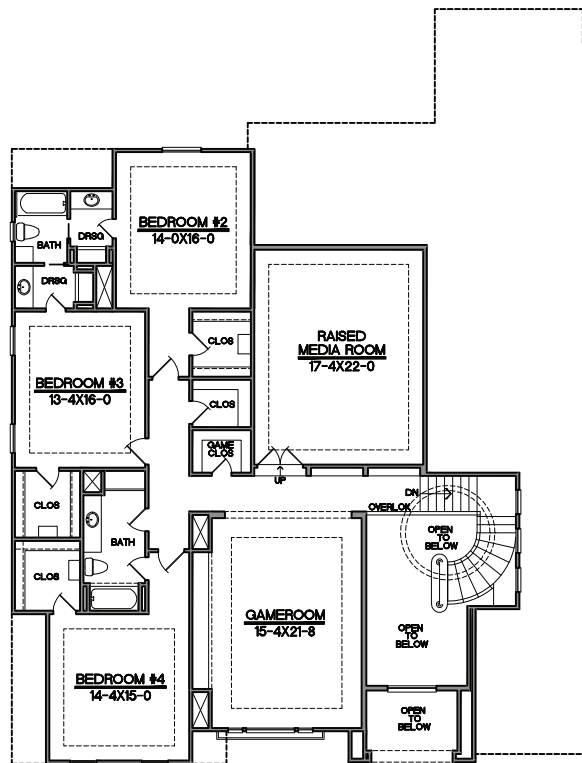 BEDROOM #2
14-0X16-0
DRSG
BATH
DRSG
CLOS
RAISED
MEDIA ROOM
17-4X22-0
BEDROOM #3
13-4X16-0
CLOS
GAME
CLOS
UP
DN
OVERLOK
CLOS
OPEN
TO
BELOW
BATH
CLOS
GAMEROOM
15-4X21-8
OPEN
TO
BELOW
BEDROOM #4
14-4X15-0
OPEN
TO
BELOW